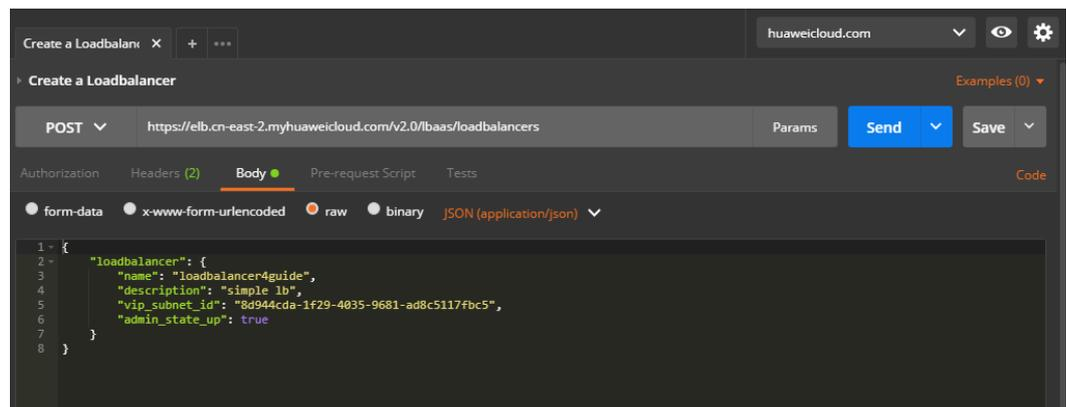 Create a Loadbalanc X + •••
huaweicloud.com
Create a Loadbalancer
Examples (0)
POST https://elb.cn-east-2.myhuaweicloud.com/v2.0/lbaas/loadbalancers Params Send Save
Authorization Headers (2) Body Pre-request Script Tests Code
form-data x-www-form-urlencoded raw binary JSON (application/json)
1 {
2 "loadbalancer": {
3 "name": "loadbalancer4guide",
4 "description": "simple lb",
5 "vip_subnet_id": "8d944cda-1f29-4035-9681-ad8c5117fbc5",
6 "admin_state_up": true
7 }
8 }